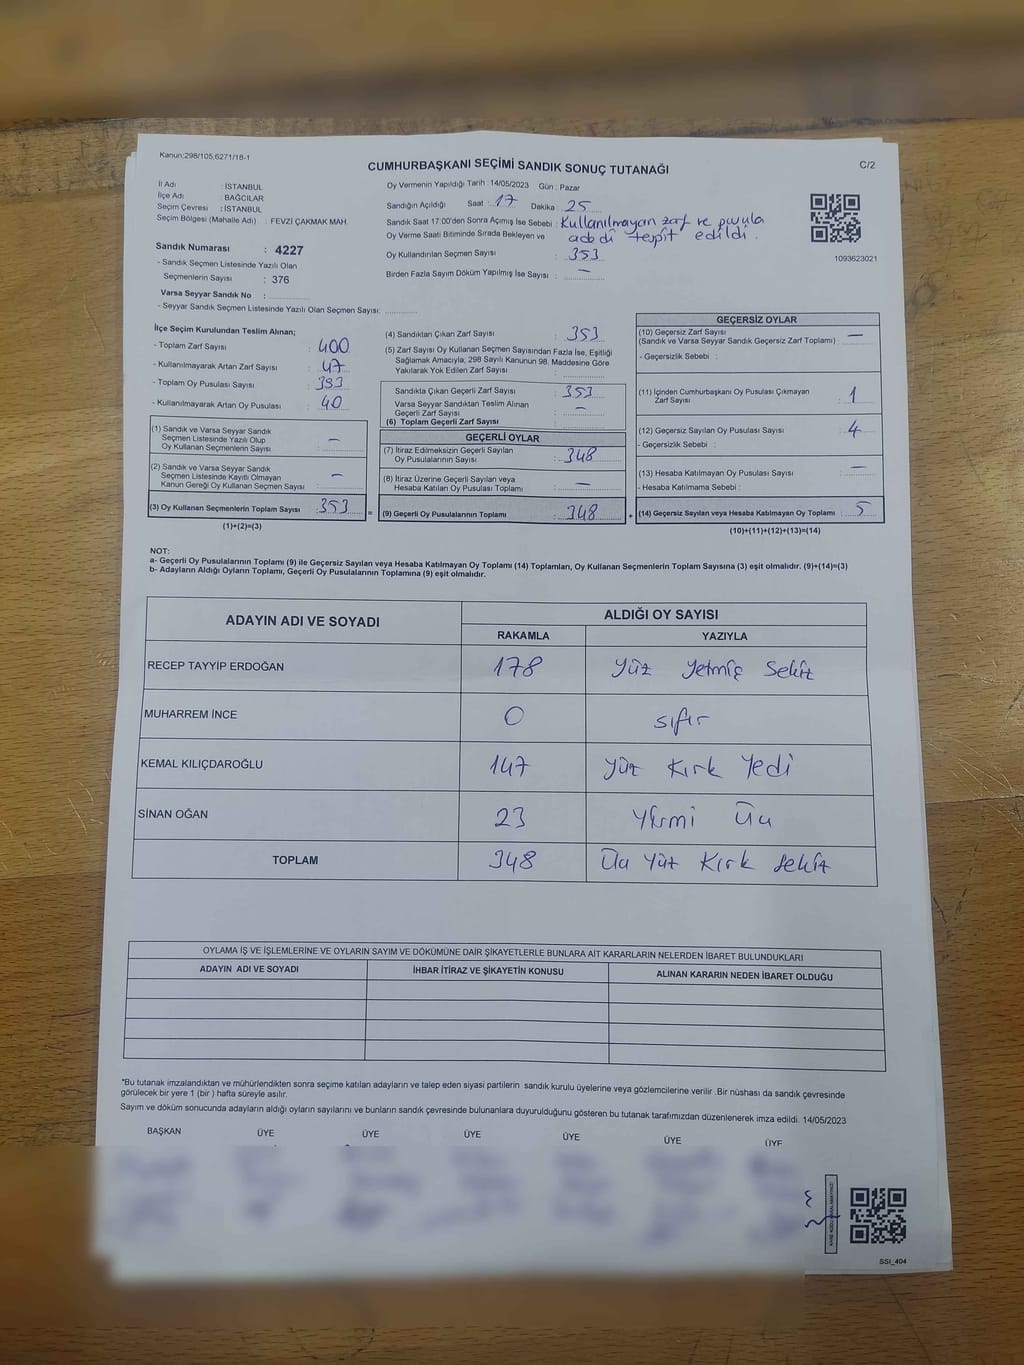 Kanun:298/105,6271/18-1
CUMHURBAŞKANI SEÇİMİ SANDIK SONUÇ TUTANAĞI
C/2
İl Adı : İSTANBUL
İlçe Adı : BAĞCILAR
Seçim Çevresi : İSTANBUL
Seçim Bölgesi (Mahalle Adı) : FEVZİ ÇAKMAK MAH.
Sandık Numarası : 4227
- Sandık Seçmen Listesinde Yazılı Olan
Seçmenlerin Sayısı : 376
Varsa Seyyar Sandık No :
- Seyyar Sandık Seçmen Listesinde Yazılı Olan Seçmen Sayısı:
Oy Vermenin Yapıldığı Tarih : 14/05/2023 Gün : Pazar
Sandığın Açıldığı Saat : 17 Dakika : 25
Sandık Saat 17:00'den Sonra Açımış İse Sebebi : Kullanılmayan zarf ve pusula
Oy Verme Saati Bitiminde Sırada Bekleyen ve adedi tespit edildi.
Oy Kullandırılan Seçmen Sayısı : 353
Birden Fazla Sayım Döküm Yapılmış İse Sayısı : —
1093623021
İlçe Seçim Kurulundan Teslim Alınan;
- Toplam Zarf Sayısı : 400
- Kullanılmayarak Artan Zarf Sayısı : 47
- Toplam Oy Pusulası Sayısı : 393
- Kullanılmayarak Artan Oy Pusulası : 40
(1) Sandık ve Varsa Seyyar Sandık
Seçmen Listesinde Yazılı Olup
Oy Kullanan Seçmenlerin Sayısı : —
(2) Sandık ve Varsa Seyyar Sandık
Seçmen Listesinde Kayıtlı Olmayan
Kanun Gereği Oy Kullanan Seçmen Sayısı : —
(3) Oy Kullanan Seçmenlerin Toplam Sayısı : 353 =
(1)+(2)=(3)
(4) Sandıktan Çıkan Zarf Sayısı : 353
(5) Zarf Sayısı Oy Kullanan Seçmen Sayısından Fazla İse, Eşitliği
Sağlamak Amacıyla; 298 Sayılı Kanunun 98. Maddesine Göre
Yakılarak Yok Edilen Zarf Sayısı :
Sandıkta Çıkan Geçerli Zarf Sayısı : 353
Varsa Seyyar Sandıktan Teslim Alınan
Geçerli Zarf Sayısı : —
(6) Toplam Geçerli Zarf Sayısı :
GEÇERLİ OYLAR
(7) İtiraz Edilmeksizin Geçerli Sayılan
Oy Pusulalarının Sayısı : 348
(8) İtiraz Üzerine Geçerli Sayılan veya
Hesaba Katılan Oy Pusulası Toplamı : —
(9) Geçerli Oy Pusulalarının Toplamı : 348 +
GEÇERSİZ OYLAR
(10) Geçersiz Zarf Sayısı
(Sandık ve Varsa Seyyar Sandık Geçersiz Zarf Toplamı) : —
- Geçersizlik Sebebi :
(11) İçinden Cumhurbaşkanı Oy Pusulası Çıkmayan
Zarf Sayısı : 1
(12) Geçersiz Sayılan Oy Pusulası Sayısı : 4
- Geçersizlik Sebebi :
(13) Hesaba Katılmayan Oy Pusulası Sayısı : —
- Hesaba Katılmama Sebebi :
(14) Geçersiz Sayılan veya Hesaba Katılmayan Oy Toplamı : 5
(10)+(11)+(12)+(13)=(14)
NOT:
a- Geçerli Oy Pusulalarının Toplamı (9) ile Geçersiz Sayılan veya Hesaba Katılmayan Oy Toplamı (14) Toplamları, Oy Kullanan Seçmenlerin Toplam Sayısına (3) eşit olmalıdır. (9)+(14)=(3)
b- Adayların Aldığı Oyların Toplamı, Geçerli Oy Pusulalarının Toplamına (9) eşit olmalıdır.
ADAYIN ADI VE SOYADI
ALDIĞI OY SAYISI
RAKAMLA YAZIYLA
RECEP TAYYİP ERDOĞAN 178 Yüz Yetmiş Sekiz
MUHARREM İNCE 0 sıfır
KEMAL KILIÇDAROĞLU 147 Yüz Kırk Yedi
SİNAN OĞAN 23 Yirmi Üç
TOPLAM 348 Üç Yüz Kırk Sekiz
OYLAMA İŞ VE İŞLEMLERİNE VE OYLARIN SAYIM VE DÖKÜMÜNE DAİR ŞİKAYETLERLE BUNLARA AİT KARARLARIN NELERDEN İBARET BULUNDUKLARI
ADAYIN ADI VE SOYADI İHBAR İTİRAZ VE ŞİKAYETİN KONUSU ALINAN KARARIN NEDEN İBARET OLDUĞU
*Bu tutanak imzalandıktan ve mühürlendikten sonra seçime katılan adayların ve talep eden siyasi partilerin sandık kurulu üyelerine veya gözlemcilerine verilir .Bir nüshası da sandık çevresinde
görülecek bir yere 1 (bir ) hafta süreyle asılır.
Sayım ve döküm sonucunda adayların aldığı oyların sayılarını ve bunların sandık çevresinde bulunanlara duyurulduğunu gösteren bu tutanak tarafımızdan düzenlenerek imza edildi. 14/05/2023
BAŞKAN ÜYE ÜYE ÜYE ÜYE ÜYE ÜYE
SSI_404